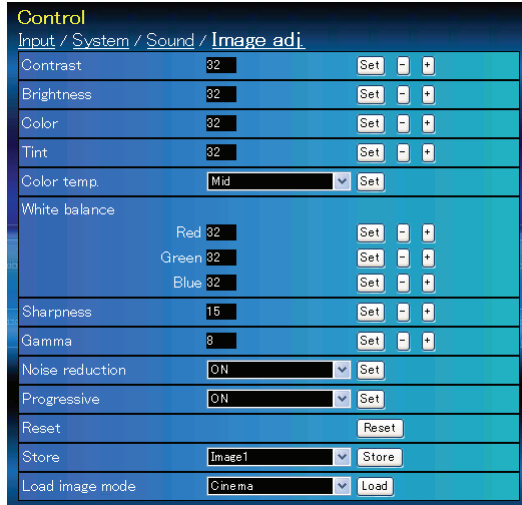 Control
Input / System / Sound / Image adj.
Contrast 32 Set - +
Brightness 32 Set - +
Color 32 Set - +
Tint 32 Set - +
Color temp. Mid Set
White balance
Red 32 Set - +
Green 32 Set - +
Blue 32 Set - +
Sharpness 15 Set - +
Gamma 8 Set - +
Noise reduction ON Set
Progressive ON Set
Reset Reset
Store Image1 Store
Load image mode Cinema Load